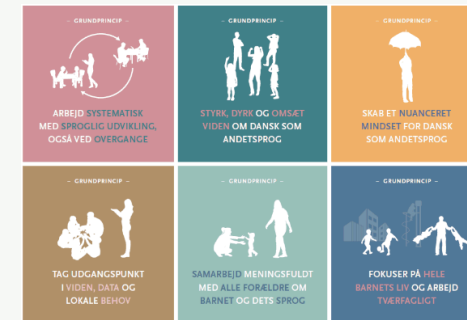 – GRUNDPRINCIP –
ARBEJD SYSTEMATISK
MED SPROGLIG UDVIKLING,
OGSÅ VED OVERGANGE
– GRUNDPRINCIP –
STYRK, DYRK OG OMSÆT
VIDEN OM DANSK SOM
ANDETSPROG
– GRUNDPRINCIP –
SKAB ET NUANCERET
MINDSET FOR DANSK
SOM ANDETSPROG
– GRUNDPRINCIP –
TAG UDGANGSPUNKT
I VIDEN, DATA OG
LOKALE BEHOV
– GRUNDPRINCIP –
SAMARBEJD MENINGSFULDT
MED ALLE FORÆLDRE OM
BARNET OG DETS SPROG
– GRUNDPRINCIP –
FOKUSER PÅ HELE
BARNETS LIV OG ARBEJD
TVÆRFAGLIGT